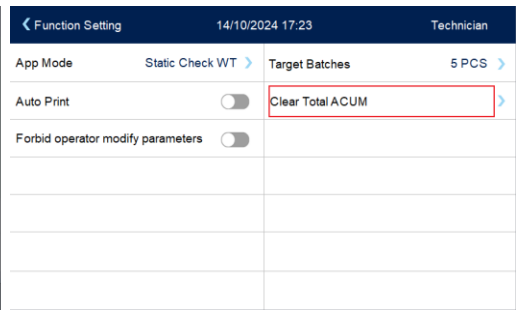 Function Setting 14/10/2024 17:23 Technician
App Mode Static Check WT Target Batches 5 PCS
Auto Print Clear Total ACUM
Forbid operator modify parameters